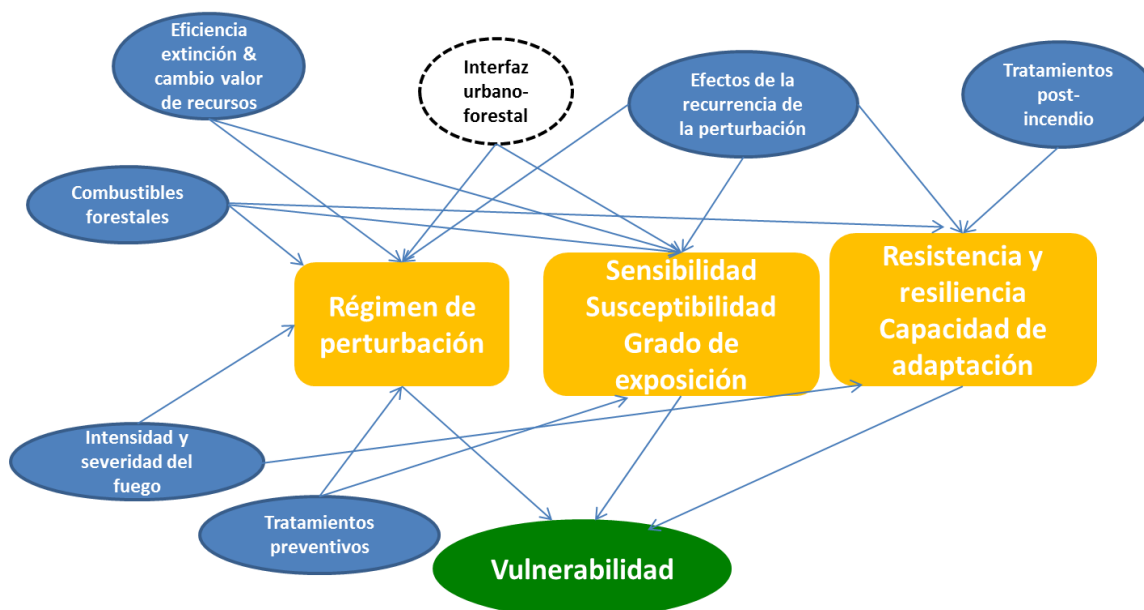 Eficiencia
extinción &
cambio valor
de recursos
Interfaz
urbano-
forestal
Efectos de la
recurrencia de
la perturbación
Tratamientos
post-
incendio
Combustibles
forestales
Régimen de
perturbación
Sensibilidad
Susceptibilidad
Grado de
exposición
Resistencia y
resiliencia
Capacidad de
adaptación
Intensidad y
severidad del
fuego
Tratamientos
preventivos
Vulnerabilidad